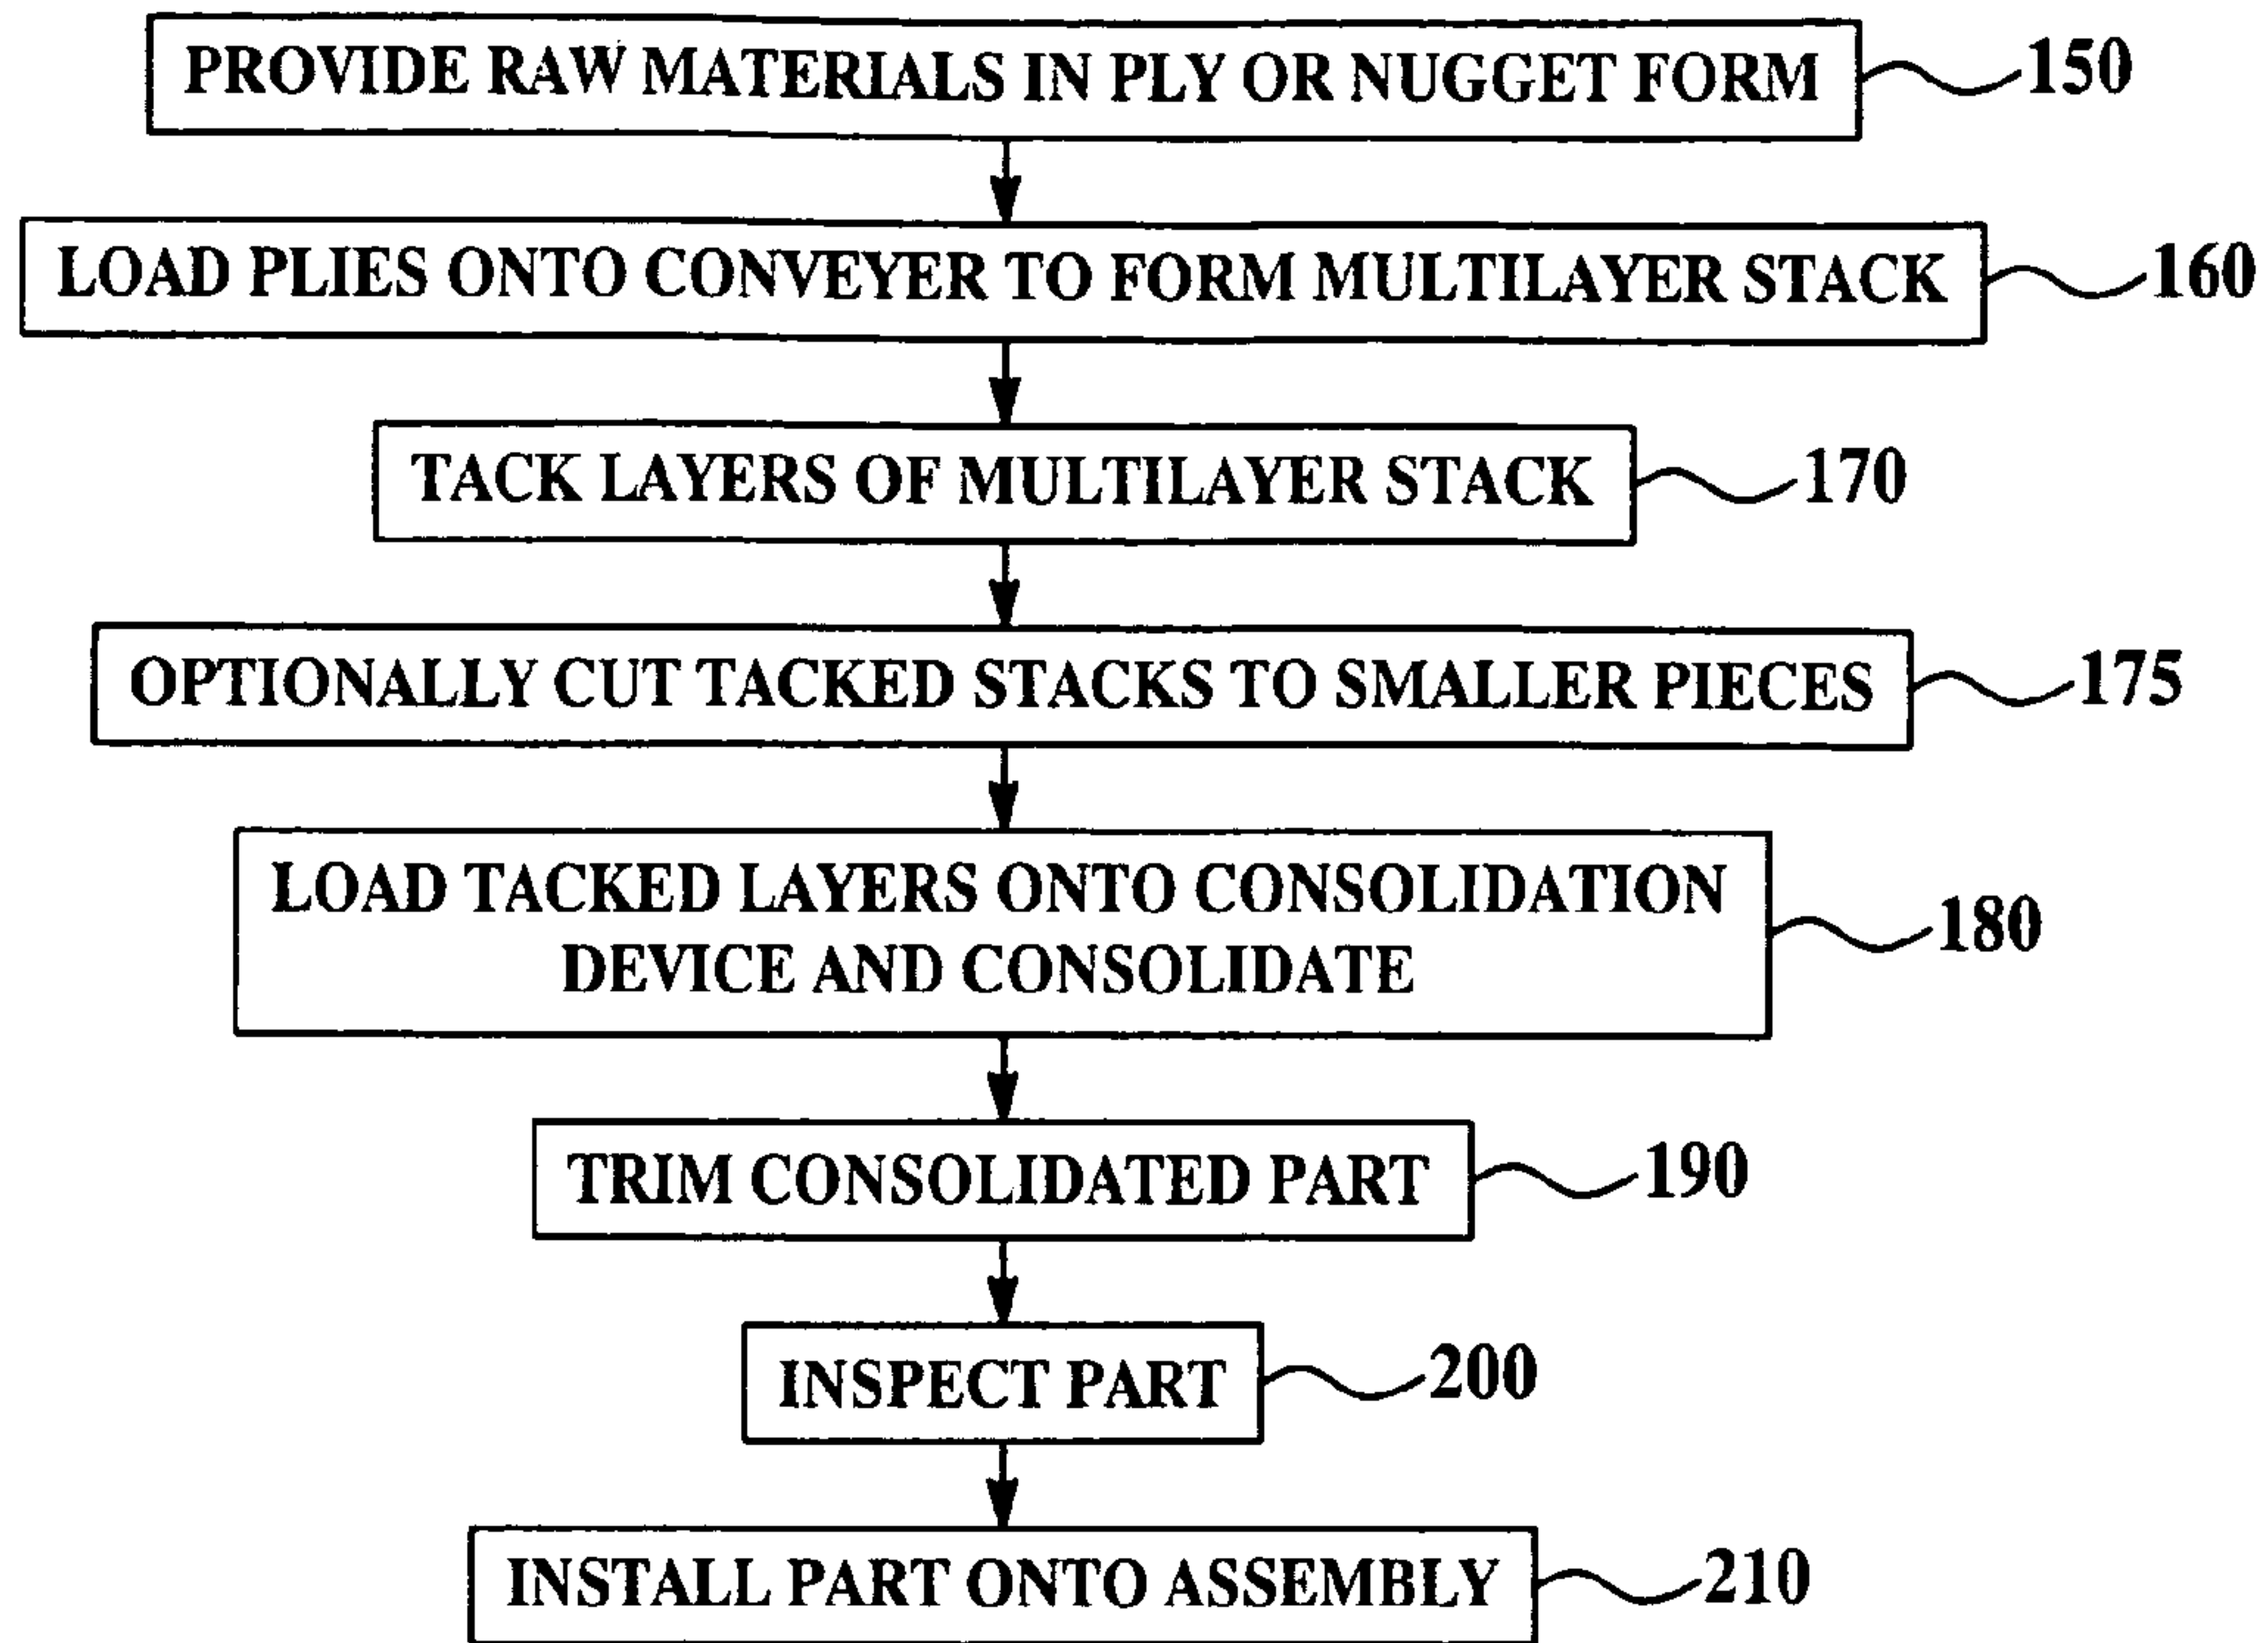 PROVIDE RAW MATERIALS IN PLY OR NUGGET FORM 150
LOAD PLIES ONTO CONVEYER TO FORM MULTILAYER STACK 160
TACK LAYERS OF MULTILAYER STACK 170
OPTIONALLY CUT TACKED STACKS TO SMALLER PIECES 175
LOAD TACKED LAYERS ONTO CONSOLIDATION
DEVICE AND CONSOLIDATE 180
TRIM CONSOLIDATED PART 190
INSPECT PART 200
INSTALL PART ONTO ASSEMBLY 210